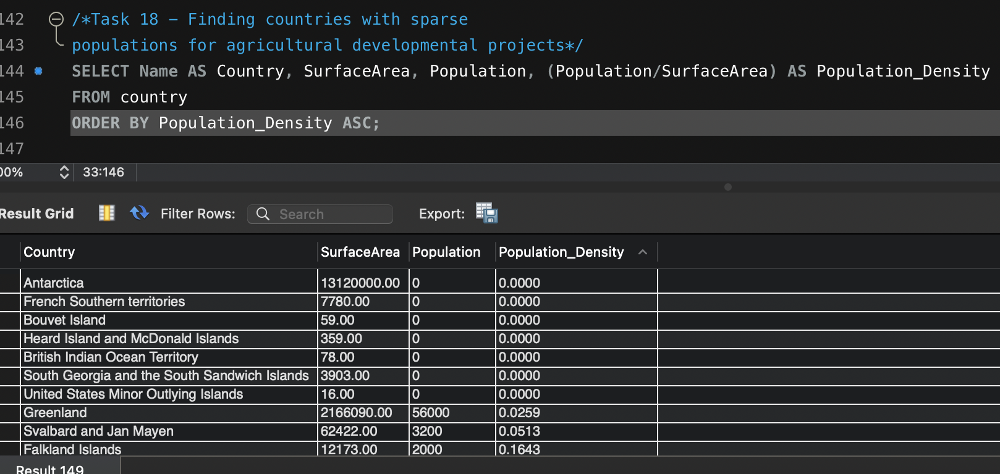 142 /*Task 18 – Finding countries with sparse
143 populations for agricultural developmental projects*/
144 SELECT Name AS Country, SurfaceArea, Population, (Population/SurfaceArea) AS Population_Density
145 FROM country
146 ORDER BY Population_Density ASC;
147
00% 33:146
Result Grid Filter Rows: Search Export:
Country SurfaceArea Population Population_Density
Antarctica 13120000.00 0 0.0000
French Southern territories 7780.00 0 0.0000
Bouvet Island 59.00 0 0.0000
Heard Island and McDonald Islands 359.00 0 0.0000
British Indian Ocean Territory 78.00 0 0.0000
South Georgia and the South Sandwich Islands 3903.00 0 0.0000
United States Minor Outlying Islands 16.00 0 0.0000
Greenland 2166090.00 56000 0.0259
Svalbard and Jan Mayen 62422.00 3200 0.0513
Falkland Islands 12173.00 2000 0.1643
Result 149